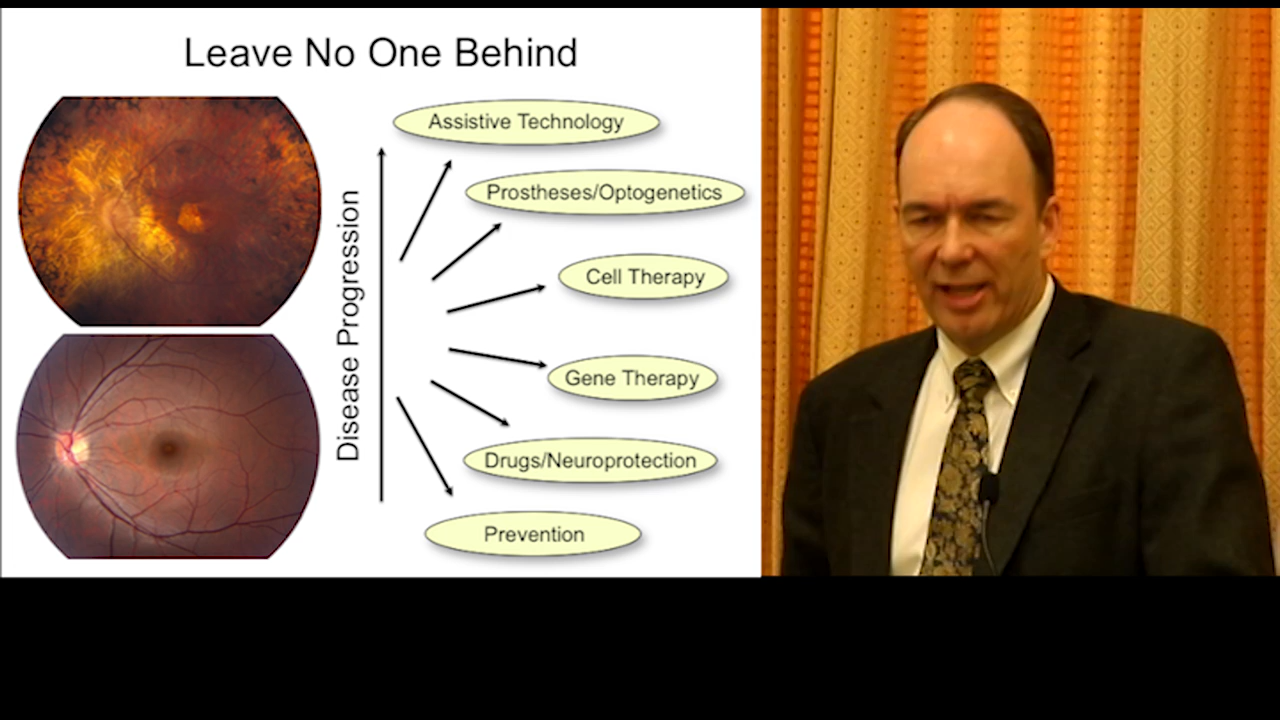 Leave No One Behind
Disease Progression
Assistive Technology
Prostheses/Optogenetics
Cell Therapy
Gene Therapy
Drugs/Neuroprotection
Prevention